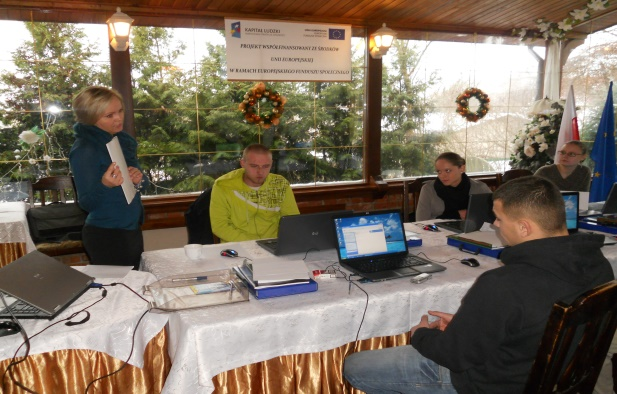 KAPITAŁ LUDZKI
PROJEKT WSPÓŁFINANSOWANY ZE ŚRODKÓW
UNII EUROPEJSKIEJ
W RAMACH EUROPEJSKIEGO FUNDUSZU SPOŁECZNEGO